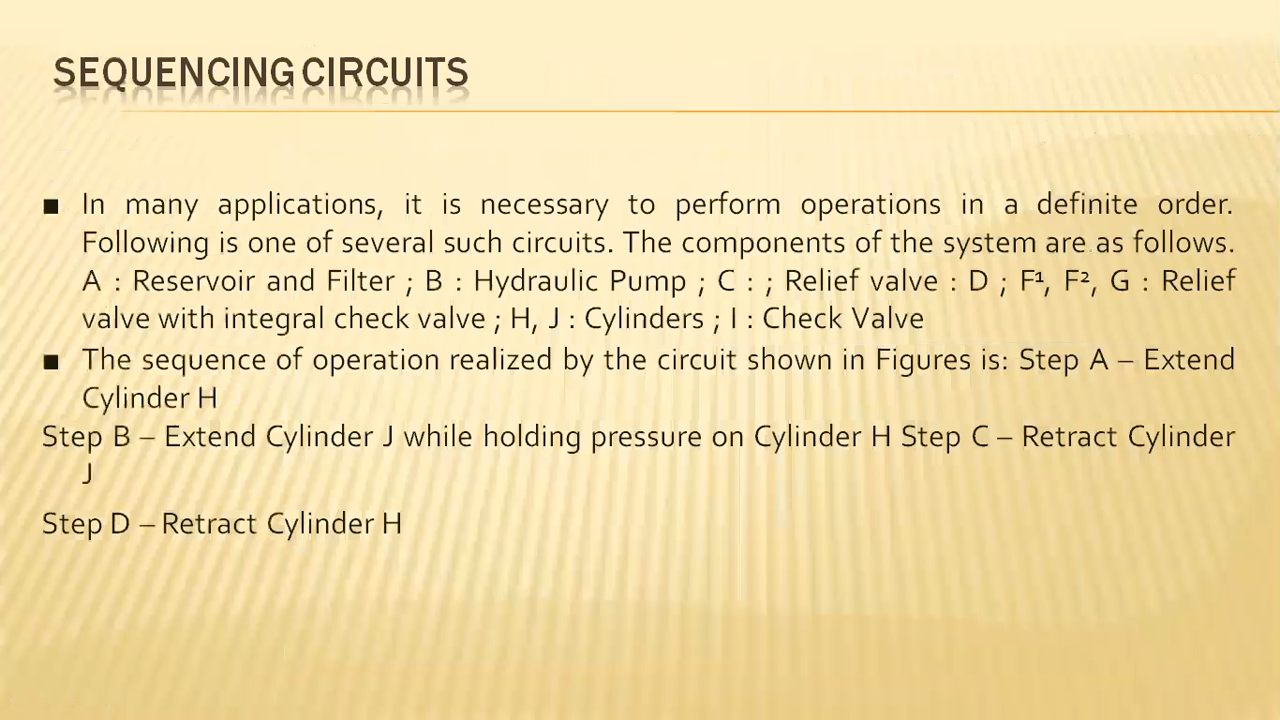 SEQUENCING CIRCUITS
■ In many applications, it is necessary to perform operations in a definite order.
Following is one of several such circuits. The components of the system are as follows.
A : Reservoir and Filter ; B : Hydraulic Pump ; C : ; Relief valve : D ; F¹, F², G : Relief
valve with integral check valve ; H, J : Cylinders ; I : Check Valve
■ The sequence of operation realized by the circuit shown in Figures is: Step A – Extend
Cylinder H
Step B – Extend Cylinder J while holding pressure on Cylinder H Step C – Retract Cylinder
J
Step D – Retract Cylinder H